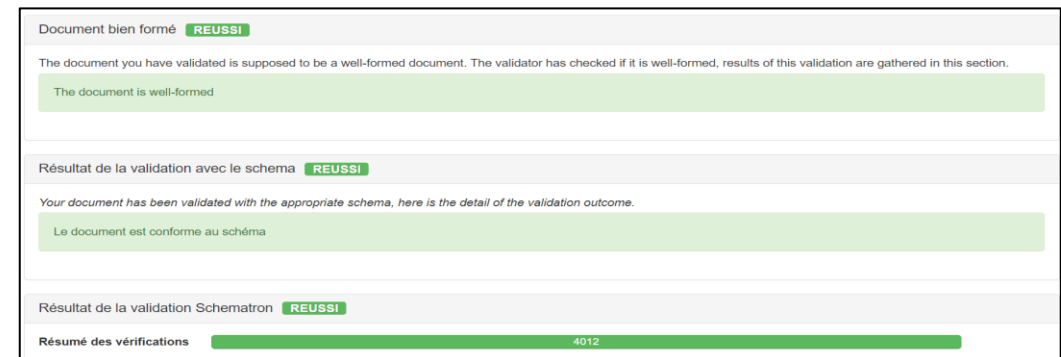 Document bien formé REUSSI
The document you have validated is supposed to be a well-formed document. The validator has checked if it is well-formed, results of this validation are gathered in this section.
The document is well-formed
Résultat de la validation avec le schema REUSSI
Your document has been validated with the appropriate schema, here is the detail of the validation outcome.
Le document est conforme au schéma
Résultat de la validation Schematron REUSSI
Résumé des vérifications 4012